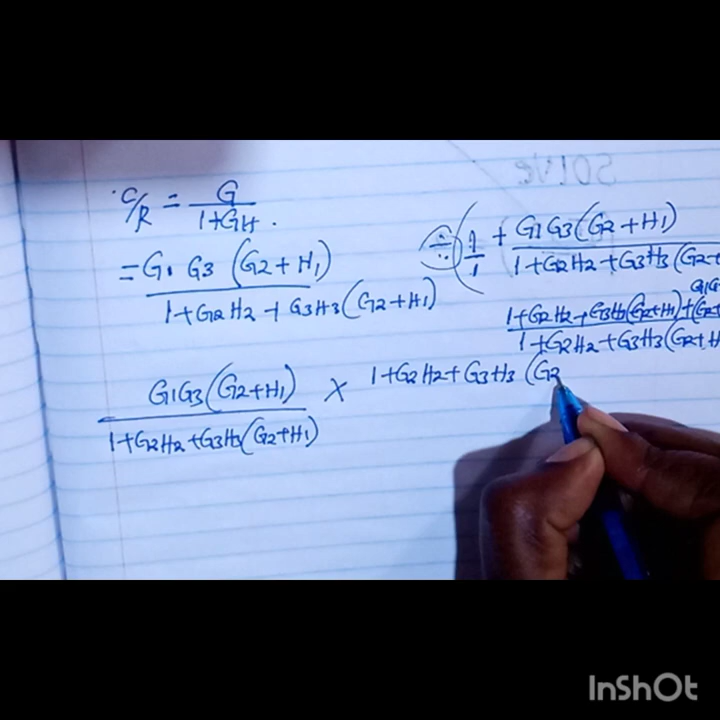 SOLVE
C/R = G/1+GH.
= G1 G3 (G2+H1)/1+G2H2+G3H3(G2+H1) ÷ (1/1 + G1G3(G2+H1)/1+G2H2+G3H3(G2+
G1G
1+G2H2+G3H3(G2+H1)+(G2+/1+G2H2+G3H3(G2+H
G1G3(G2+H1)/1+G2H2+G3H3(G2+H1) × 1+G2H2+G3H3 (G2
InShOt